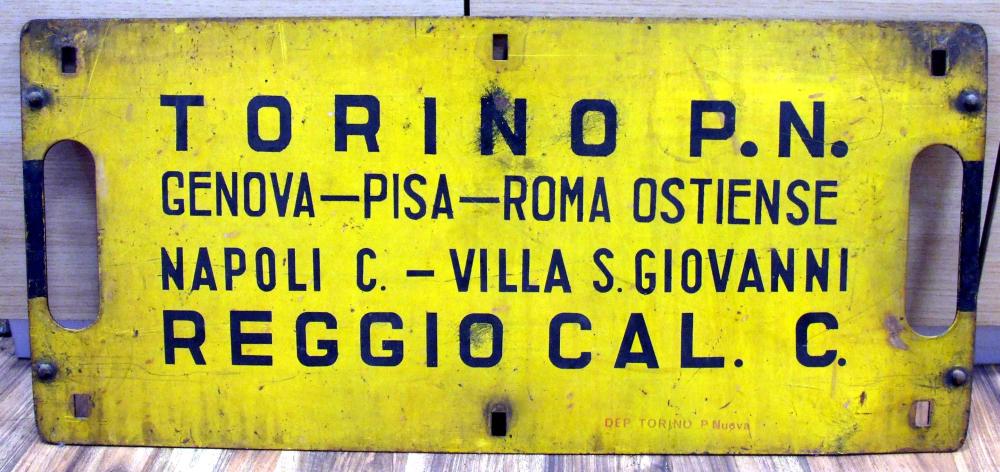 TORINO P.N.
GENOVA—PISA—ROMA OSTIENSE
NAPOLI C. – VILLA S. GIOVANNI
REGGIO CAL. C.
DEP TORINO P Nuova